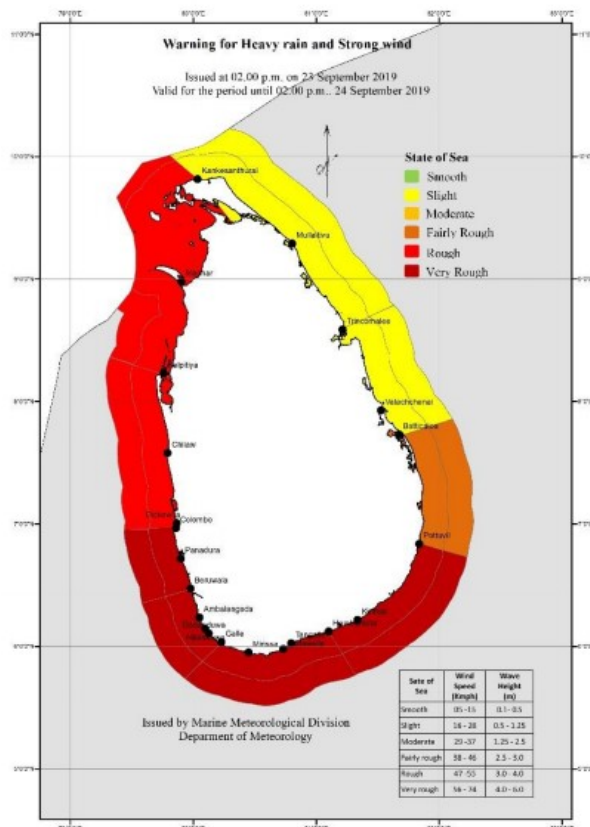 Warning for Heavy rain and Strong wind
Issued at 02.00 p.m. on 23 September 2019
Valid for the period until 02.00 p.m.. 24 September 2019
State of Sea
Smooth
Slight
Moderate
Fairly Rough
Rough
Very Rough
Kankesanthurai
Mullaitivu
Trincomalee
Valachchenai
Batticaloa
Chilaw
Colombo
Pottuvil
Panadura
Beruwala
Ambalangoda
Galle
Issued by Marine Meteorological Division
Deparment of Meteorology
Sate of Sea Wind Speed (Kmph) Wave Height (m)
Smooth 05 -15 0.1- 0.5
Slight 16 - 28 0.5 - 1.25
Moderate 29 -37 1.25 - 2.5
Fairly rough 38 - 46 2.5 - 3.0
Rough 47 -55 3.0 - 4.0
Very rough 56 - 74 4.0 - 6.0